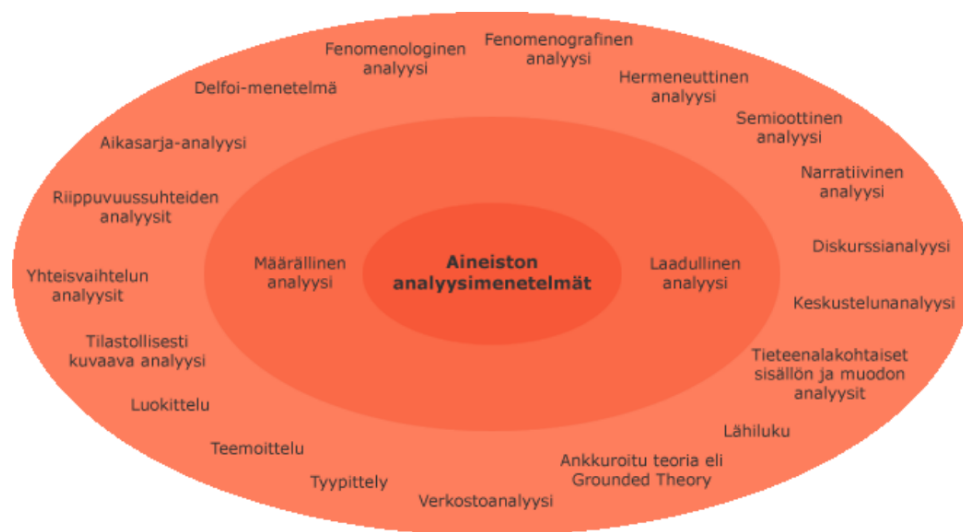 Fenomenologinen
analyysi
Fenomenografinen
analyysi
Hermeneuttinen
analyysi
Semioottinen
analyysi
Narratiivinen
analyysi
Diskurssianalyysi
Keskustelunanalyysi
Tieteenalakohtaiset
sisällön ja muodon
analyysit
Lähiluku
Ankkuroitu teoria eli
Grounded Theory
Verkostoanalyysi
Tyypittely
Teemoittelu
Luokittelu
Tilastollisesti
kuvaava analyysi
Yhteisvaihtelun
analyysit
Riippuvuussuhteiden
analyysit
Aikasarja-analyysi
Delfoi-menetelmä
Määrällinen
analyysi
Aineiston
analyysimenetelmät
Laadullinen
analyysi